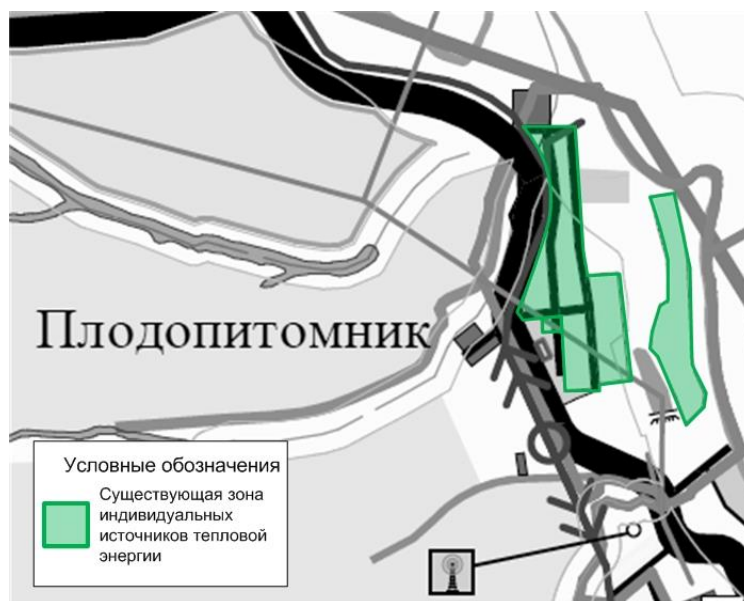 Плодопитомник
Условные обозначения
Существующая зона
индивидуальных
источников тепловой
энергии